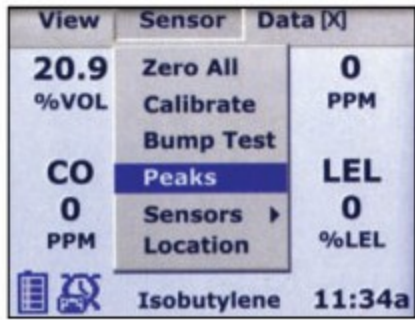 View Sensor Data [X]
20.9 Zero All 0
%VOL Calibrate PPM
Bump Test
CO Peaks LEL
0 Sensors 0
PPM Location %LEL
Isobutylene 11:34a